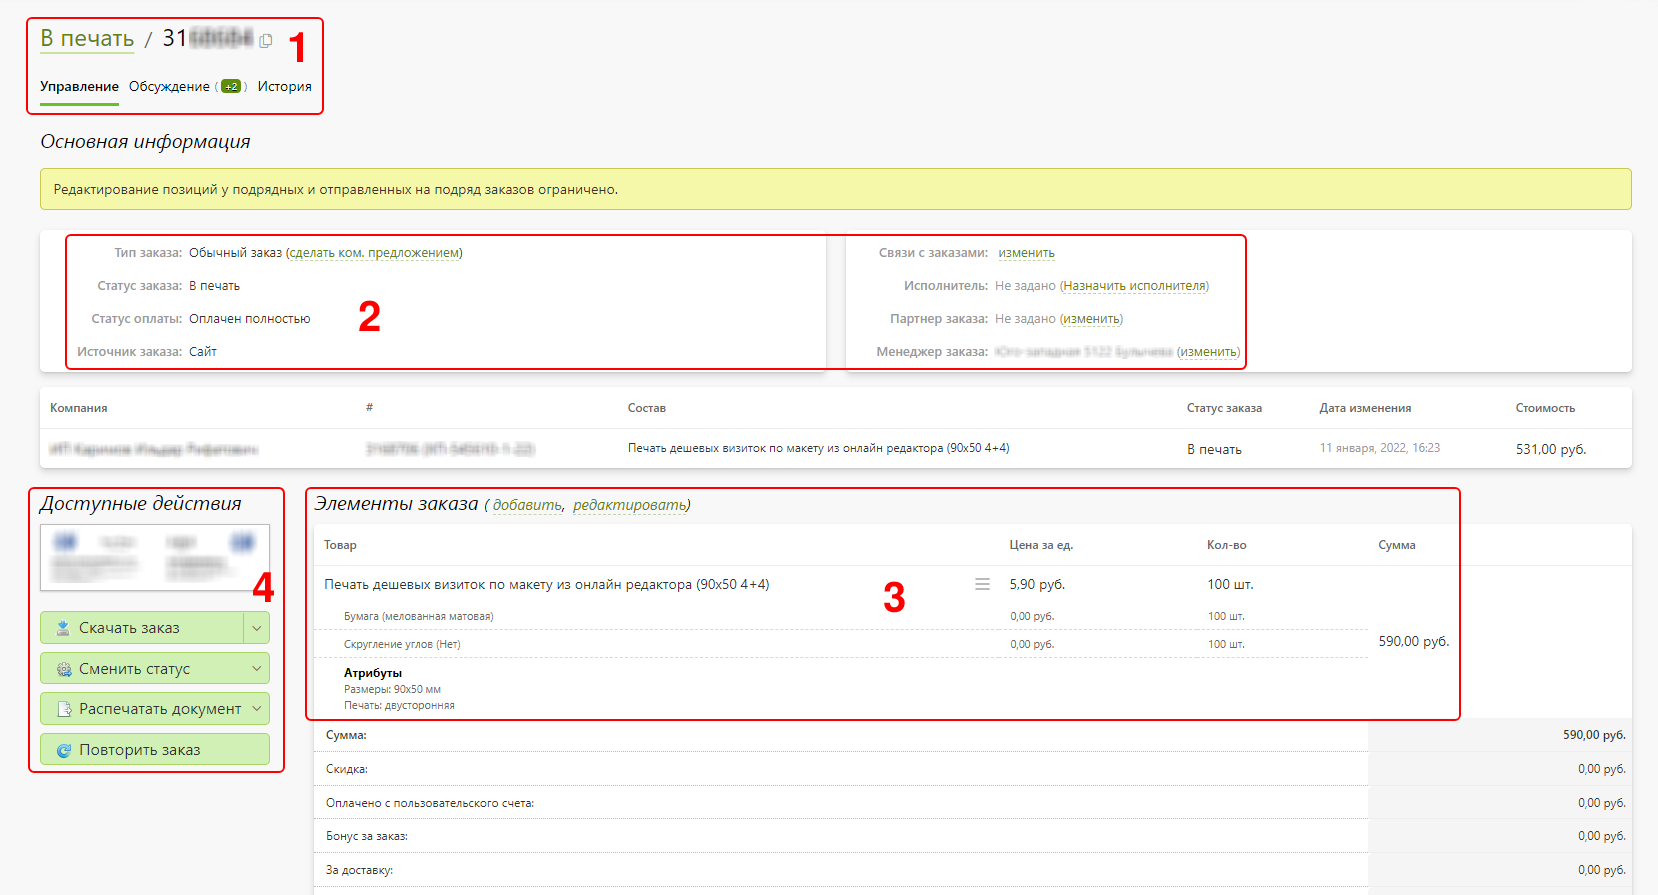 В печать / 31
1
Управление Обсуждение ( +2 ) История
Основная информация
Редактирование позиций у подрядных и отправленных на подряд заказов ограничено.
Тип заказа: Обычный заказ (сделать ком. предложением)
Статус заказа: В печать
Статус оплаты: Оплачен полностью
Источник заказа: Сайт
2
Связи с заказами: изменить
Исполнитель: Не задано (Назначить исполнителя)
Партнер заказа: Не задано (изменить)
Менеджер заказа: (изменить)
Компания # Состав Статус заказа Дата изменения Стоимость
Печать дешевых визиток по макету из онлайн редактора (90x50 4+4) В печать 11 января, 2022, 16:23 531,00 руб.
Доступные действия
4
Скачать заказ
Сменить статус
Распечатать документ
Повторить заказ
Элементы заказа ( добавить, редактировать)
Товар Цена за ед. Кол-во Сумма
Печать дешевых визиток по макету из онлайн редактора (90x50 4+4) 5,90 руб. 100 шт.
3
Бумага (мелованная матовая) 0,00 руб. 100 шт.
Скругление углов (Нет) 0,00 руб. 100 шт.
590,00 руб.
Атрибуты
Размеры: 90x50 мм
Печать: двусторонняя
Сумма: 590,00 руб.
Скидка: 0,00 руб.
Оплачено с пользовательского счета: 0,00 руб.
Бонус за заказ: 0,00 руб.
За доставку: 0,00 руб.